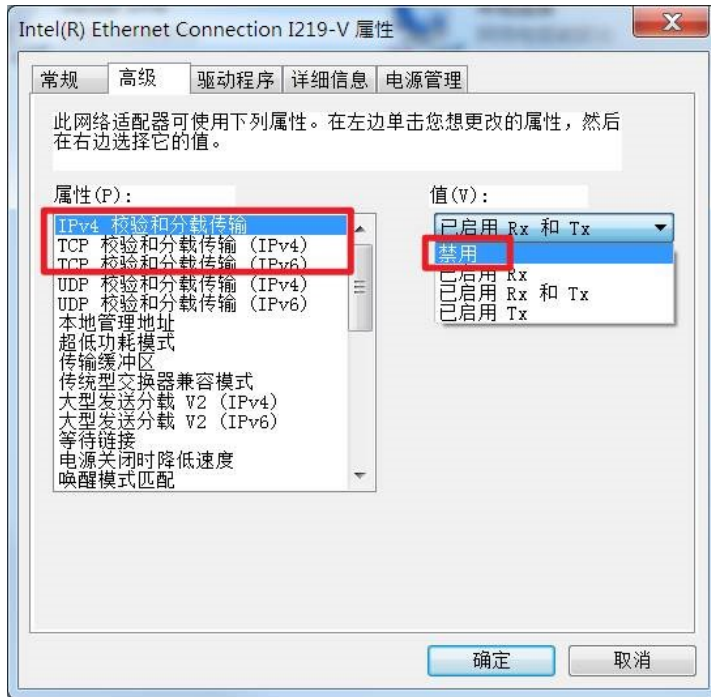 Intel(R) Ethernet Connection I219-V 属性
常规 高级 驱动程序 详细信息 电源管理
此网络适配器可使用下列属性。在左边单击您想更改的属性，然后
在右边选择它的值。
属性(P):
值(V):
IPv4 校验和分载传输
TCP 校验和分载传输 (IPv4)
TCP 校验和分载传输 (IPv6)
UDP 校验和分载传输 (IPv4)
UDP 校验和分载传输 (IPv6)
本地管理地址
超低功耗模式
传输缓冲区
传统型交换器兼容模式
大型发送分载 V2 (IPv4)
大型发送分载 V2 (IPv6)
等待链接
电源关闭时降低速度
唤醒模式匹配
已启用 Rx 和 Tx
禁用
已启用 Rx
已启用 Rx 和 Tx
已启用 Tx
确定 取消